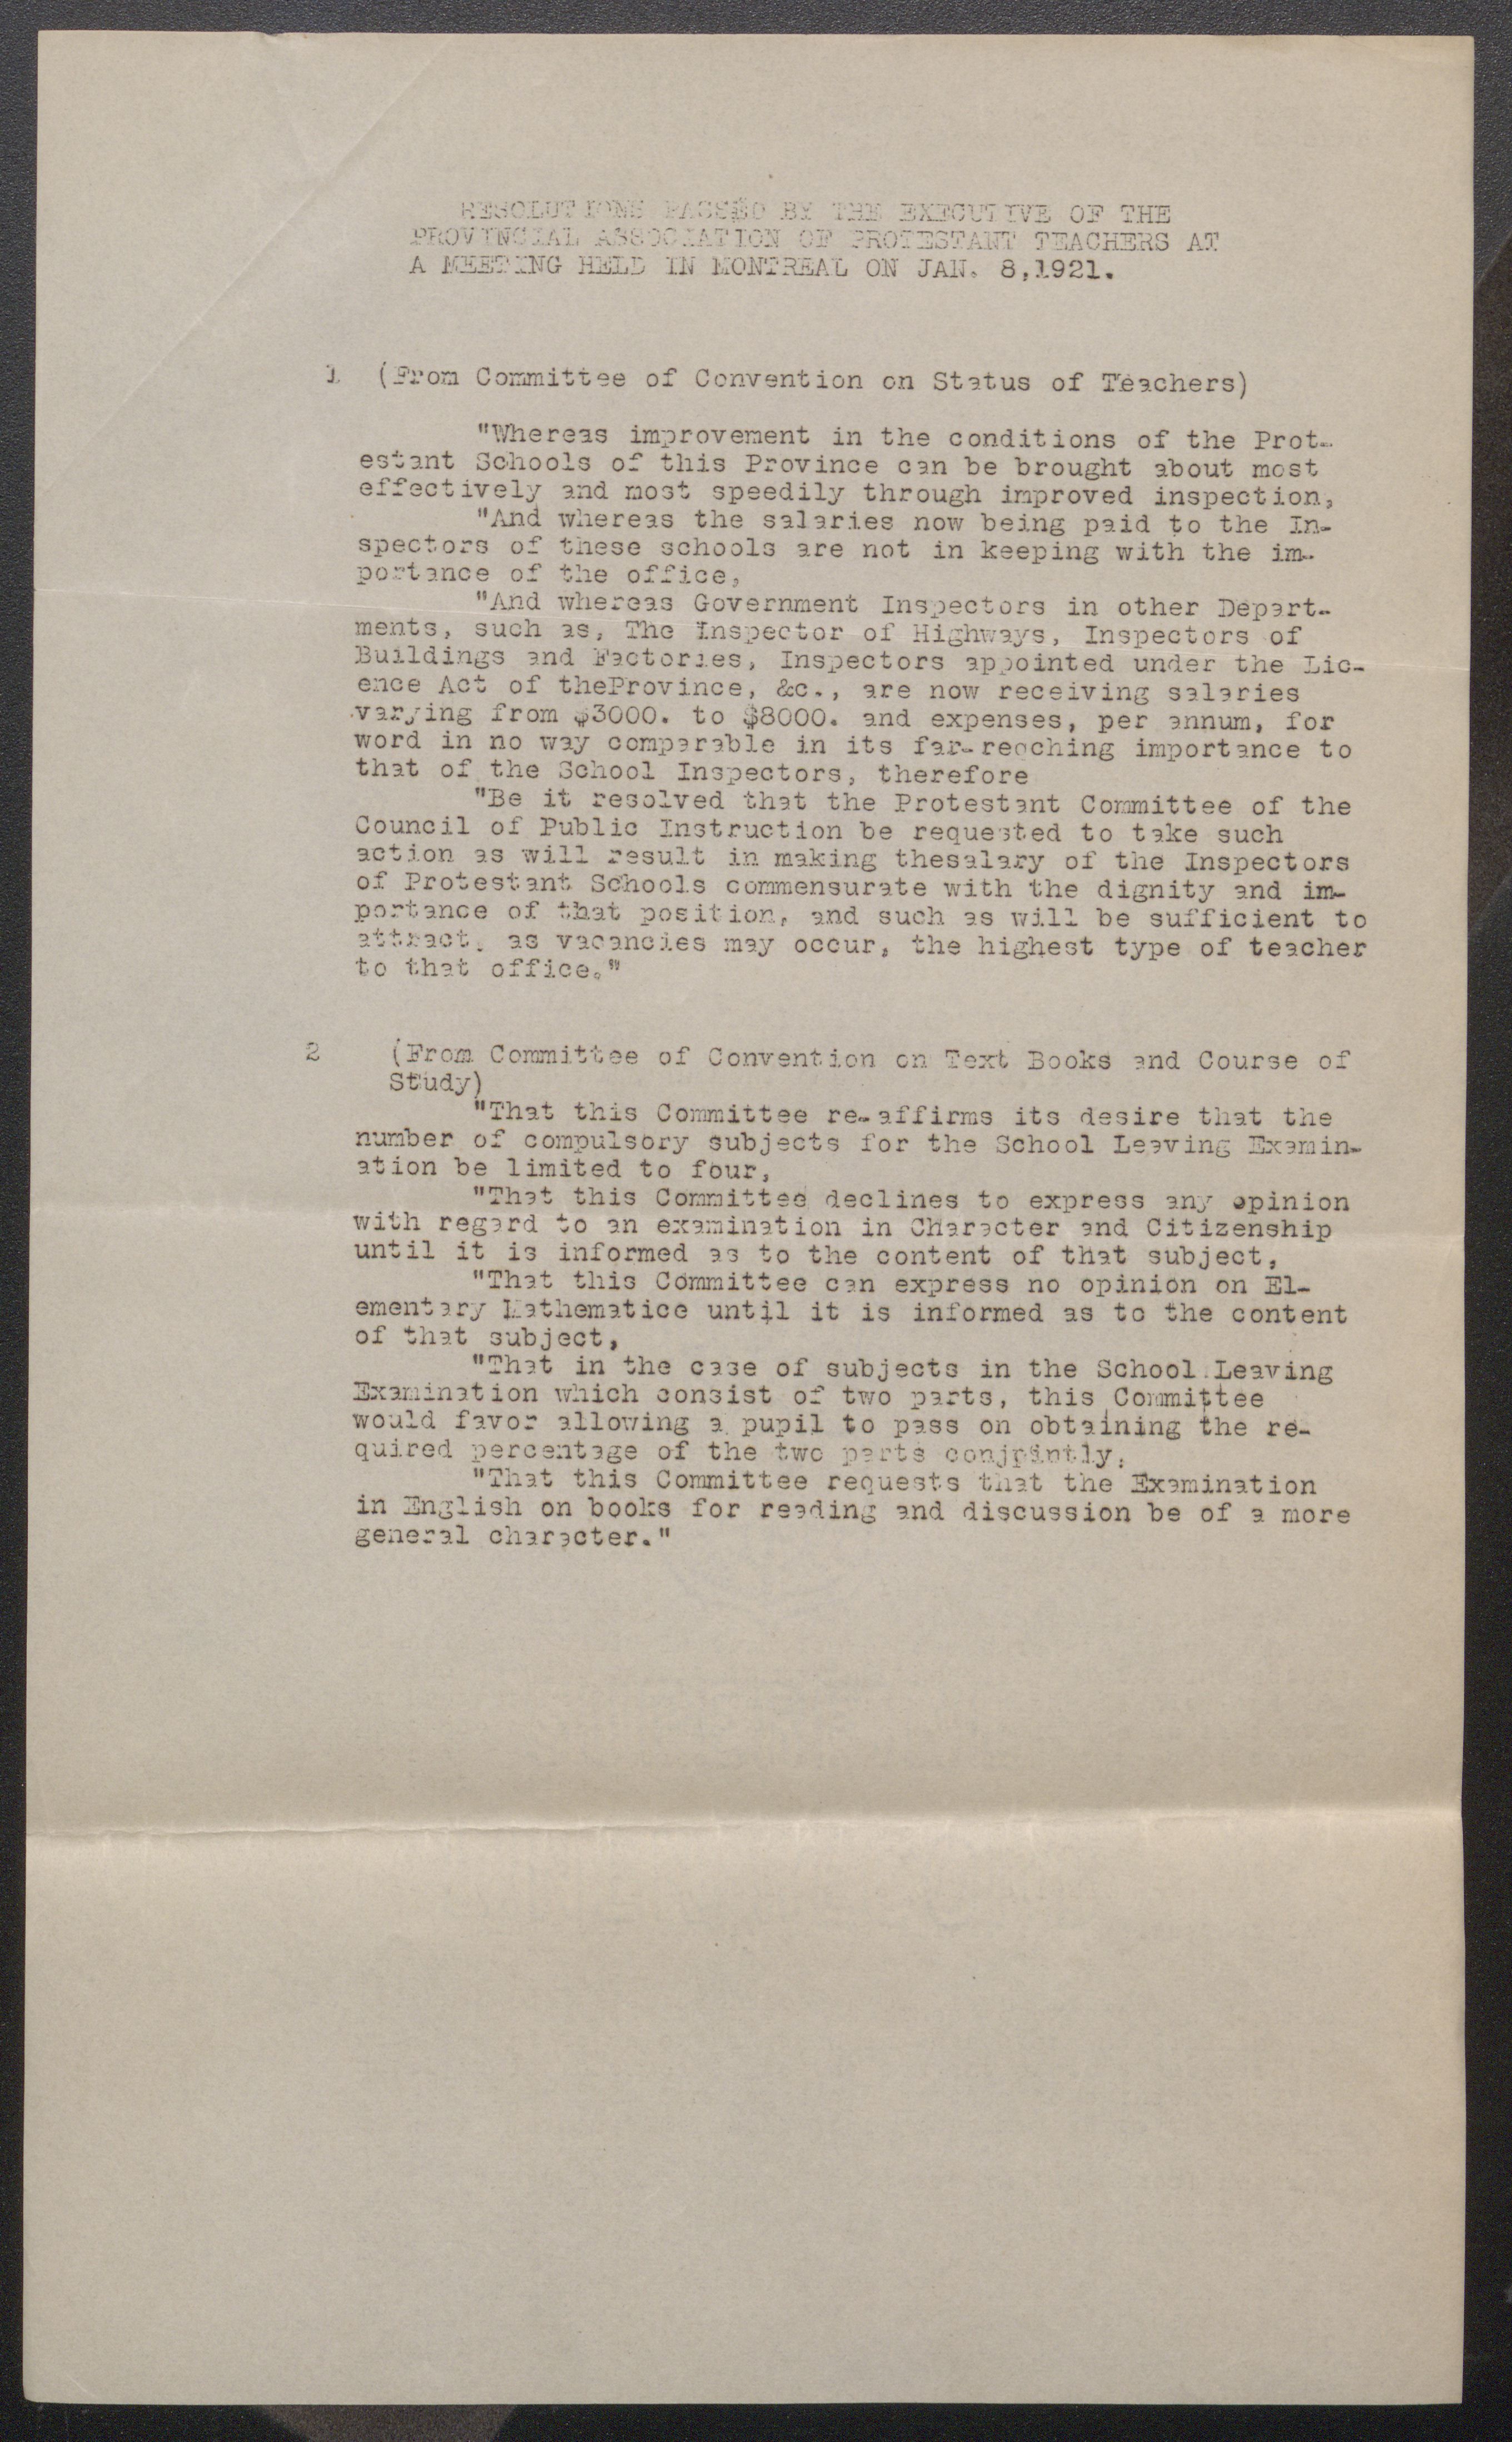 RESOLUTIONS PASSED BY THE EXECUTIVE OF THE
PROVINCIAL ASSOCIATION OF PROTESTANT TEACHERS AT
A MEETING HELD IN MONTREAL ON JAN. 8,1921.
1 (From Committee of Convention on Status of Teachers)
"Whereas improvement in the conditions of the Prot-
estant Schools of this Province can be brought about most
effectively and most speedily through improved inspection,
"And whereas the salaries now being paid to the In-
spectors of these schools are not in keeping with the im-
portance of the office,
"And whereas Government Inspectors in other Depart-
ments, such as, The Inspector of Highways, Inspectors of
Buildings and Factories, Inspectors appointed under the Lic-
ence Act of theProvince, &c., are now receiving salaries
varying from $3000. to $8000. and expenses, per annum, for
word in no way comparable in its far-reaching importance to
that of the School Inspectors, therefore
"Be it resolved that the Protestant Committee of the
Council of Public Instruction be requested to take such
action as will result in making thesalary of the Inspectors
of Protestant Schools commensurate with the dignity and im-
portance of that position, and such as will be sufficient to
attract, as vacancies may occur, the highest type of teacher
to that office."
2 (From Committee of Convention on Text Books and Course of
Study)
"That this Committee re-affirms its desire that the
number of compulsory subjects for the School Leaving Examin-
ation be limited to four,
"That this Committee declines to express any opinion
with regard to an examination in Character and Citizenship
until it is informed as to the content of that subject,
"That this Committee can express no opinion on El-
ementary Mathematice until it is informed as to the content
of that subject,
"That in the case of subjects in the School Leaving
Examination which consist of two parts, this Committee
would favor allowing a pupil to pass on obtaining the re-
quired percentage of the two parts conjointly.
"That this Committee requests that the Examination
in English on books for reading and discussion be of a more
general character."